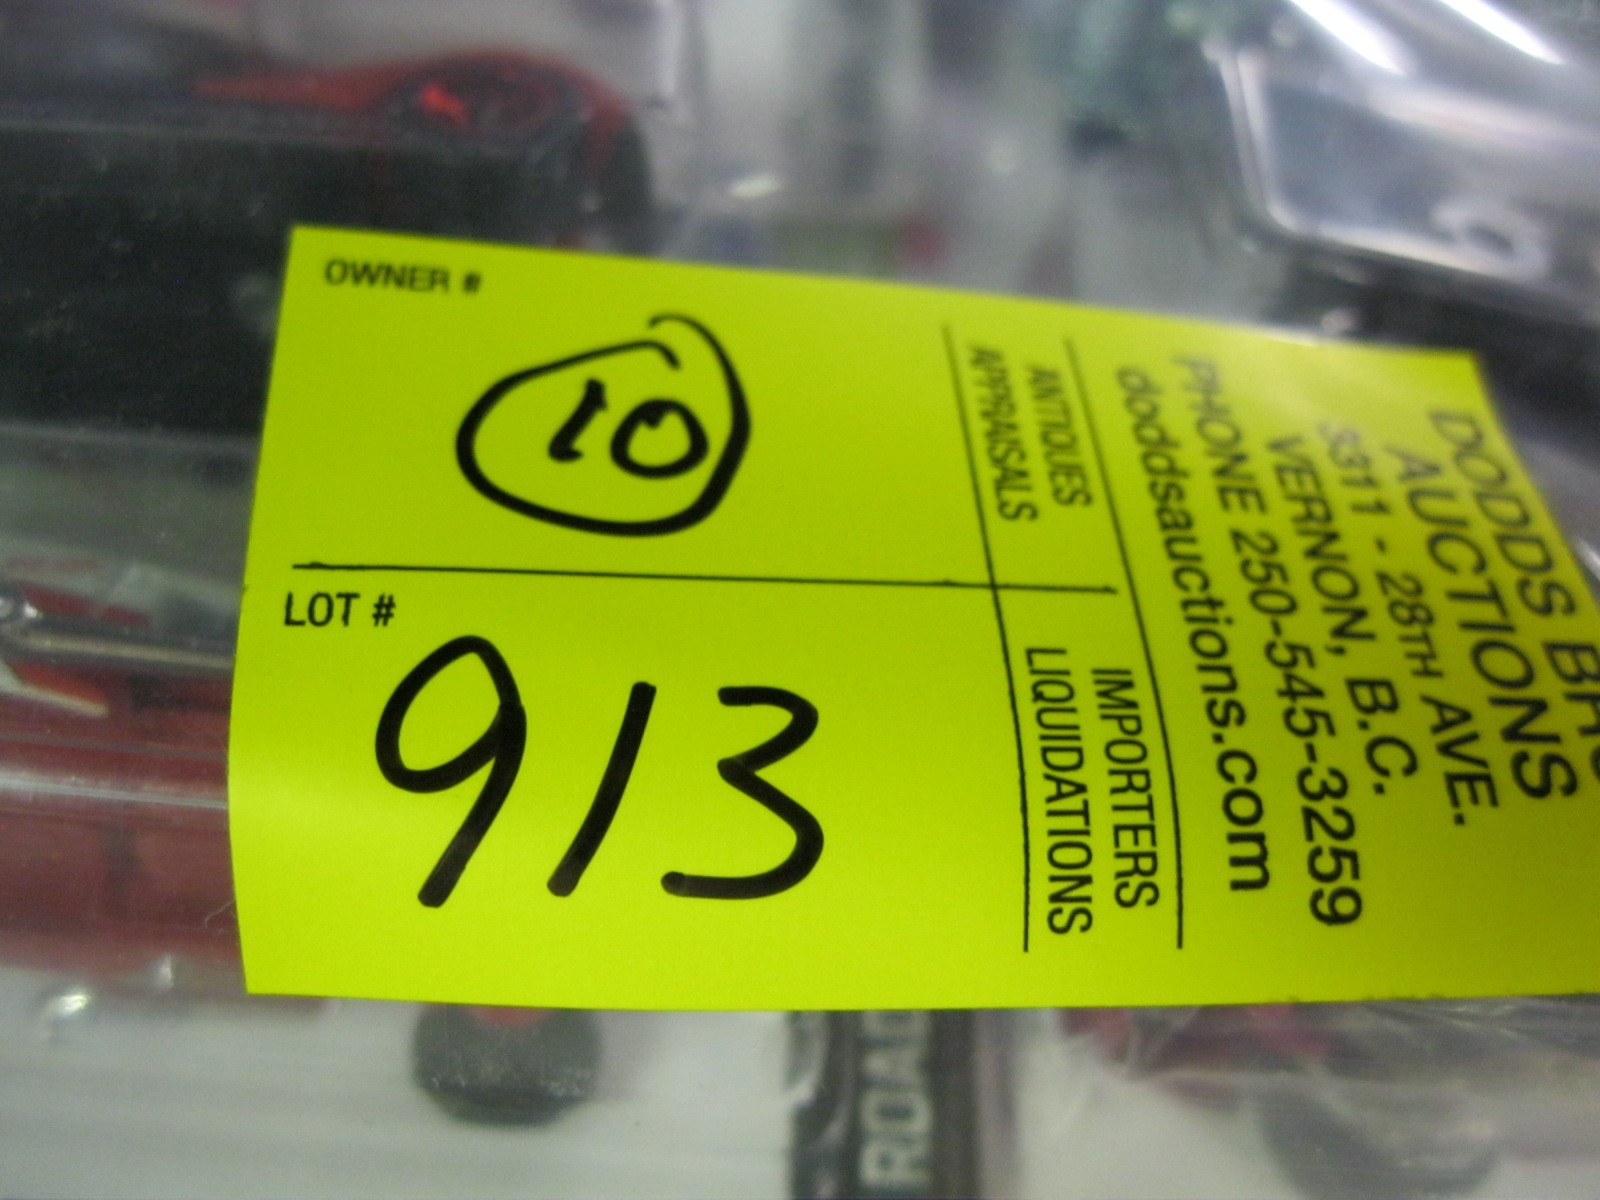 OWNER #
10
LOT #
913
ANTIQUES
APPRAISALS
IMPORTERS
LIQUIDATIONS
DODDS
AUCTIONS
3311 - 28TH AVE.
VERNON, B.C.
PHONE 250-545-3259
doddsauctions.com
ROAD